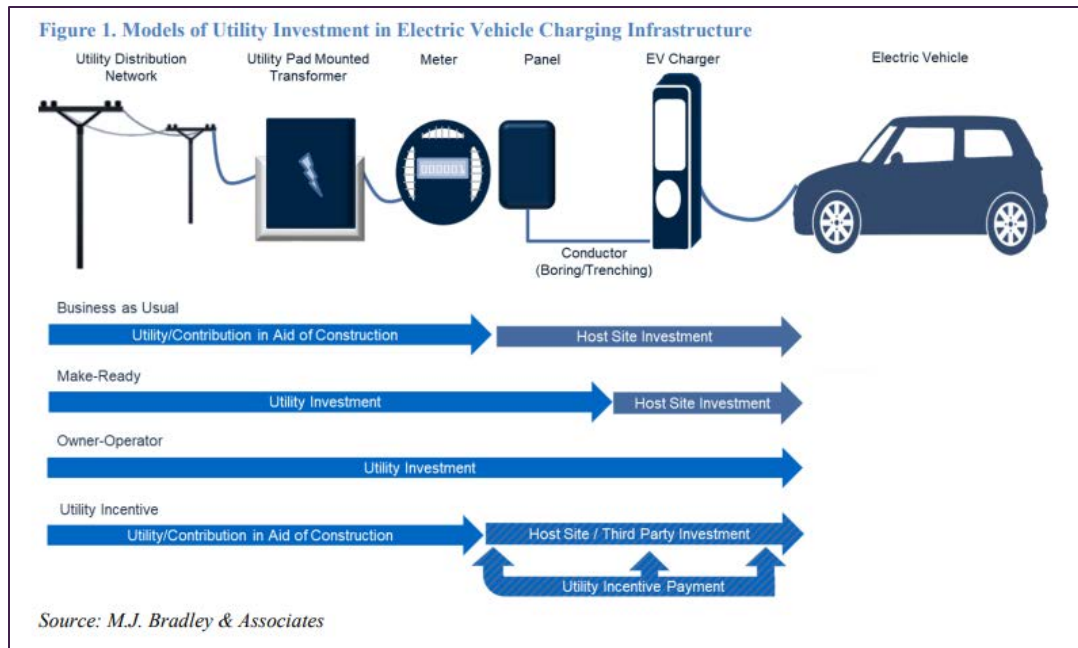 Figure 1. Models of Utility Investment in Electric Vehicle Charging Infrastructure
Utility Distribution
Network
Utility Pad Mounted
Transformer
Meter
Panel
EV Charger
Electric Vehicle
Conductor
(Boring/Trenching)
Business as Usual
Utility/Contribution in Aid of Construction
Host Site Investment
Make-Ready
Utility Investment
Host Site Investment
Owner-Operator
Utility Investment
Utility Incentive
Utility/Contribution in Aid of Construction
Host Site / Third Party Investment
Utility Incentive Payment
Source: M.J. Bradley & Associates